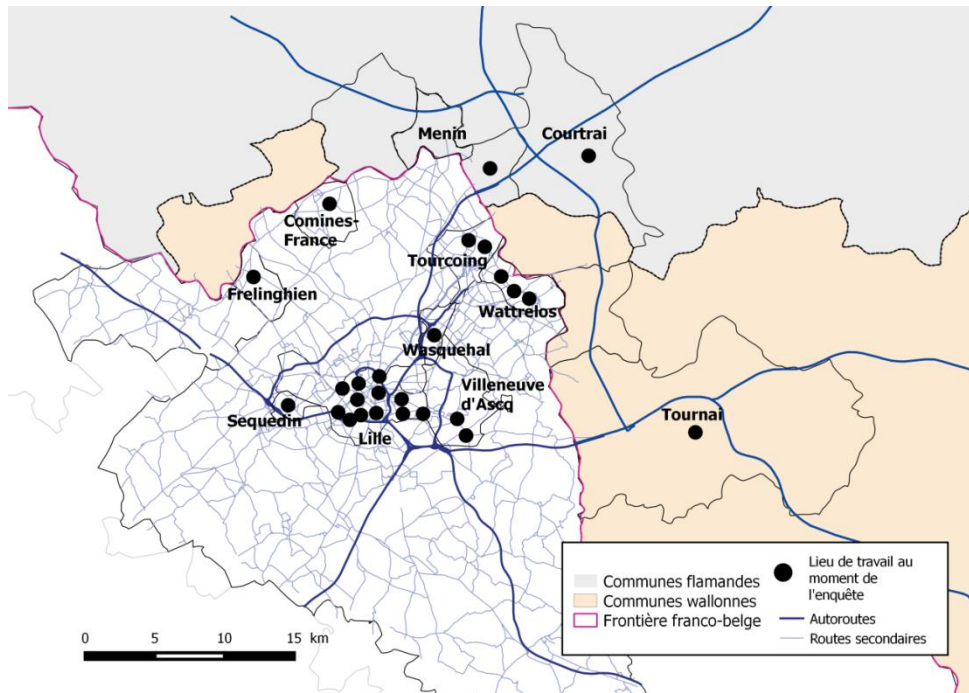 Menin
Courtrai
Comines-
France
Tourcoing
Frelinghien
Wattrelos
Wasquehal
Villeneuve
d'Ascq
Sequedin
Lille
Tournai
Communes flamandes
Communes wallonnes
Frontière franco-belge
Lieu de travail au
moment de
l'enquête
Autoroutes
Routes secondaires
0 5 10 15 km